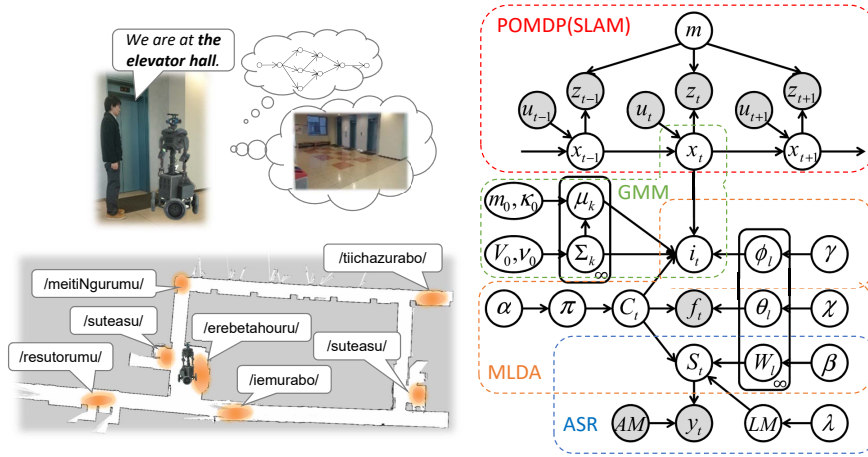 We are at the
elevator hall.
/tiichazurabo/
/meitiNgurumu/
/suteasu/
/erebetahouru/
/suteasu/
/resutorumu/
/iemurabo/
POMDP(SLAM)
m
z_{t-1}
z_t
z_{t+1}
u_{t-1}
u_t
u_{t+1}
x_{t-1}
x_t
x_{t+1}
GMM
m_0, κ_0
μ_k
V_0, ν_0
Σ_k
∞
i_t
ϕ_l
γ
α
π
C_t
f_t
θ_l
χ
MLDA
S_t
W_l
∞
β
ASR
AM
y_t
LM
λ